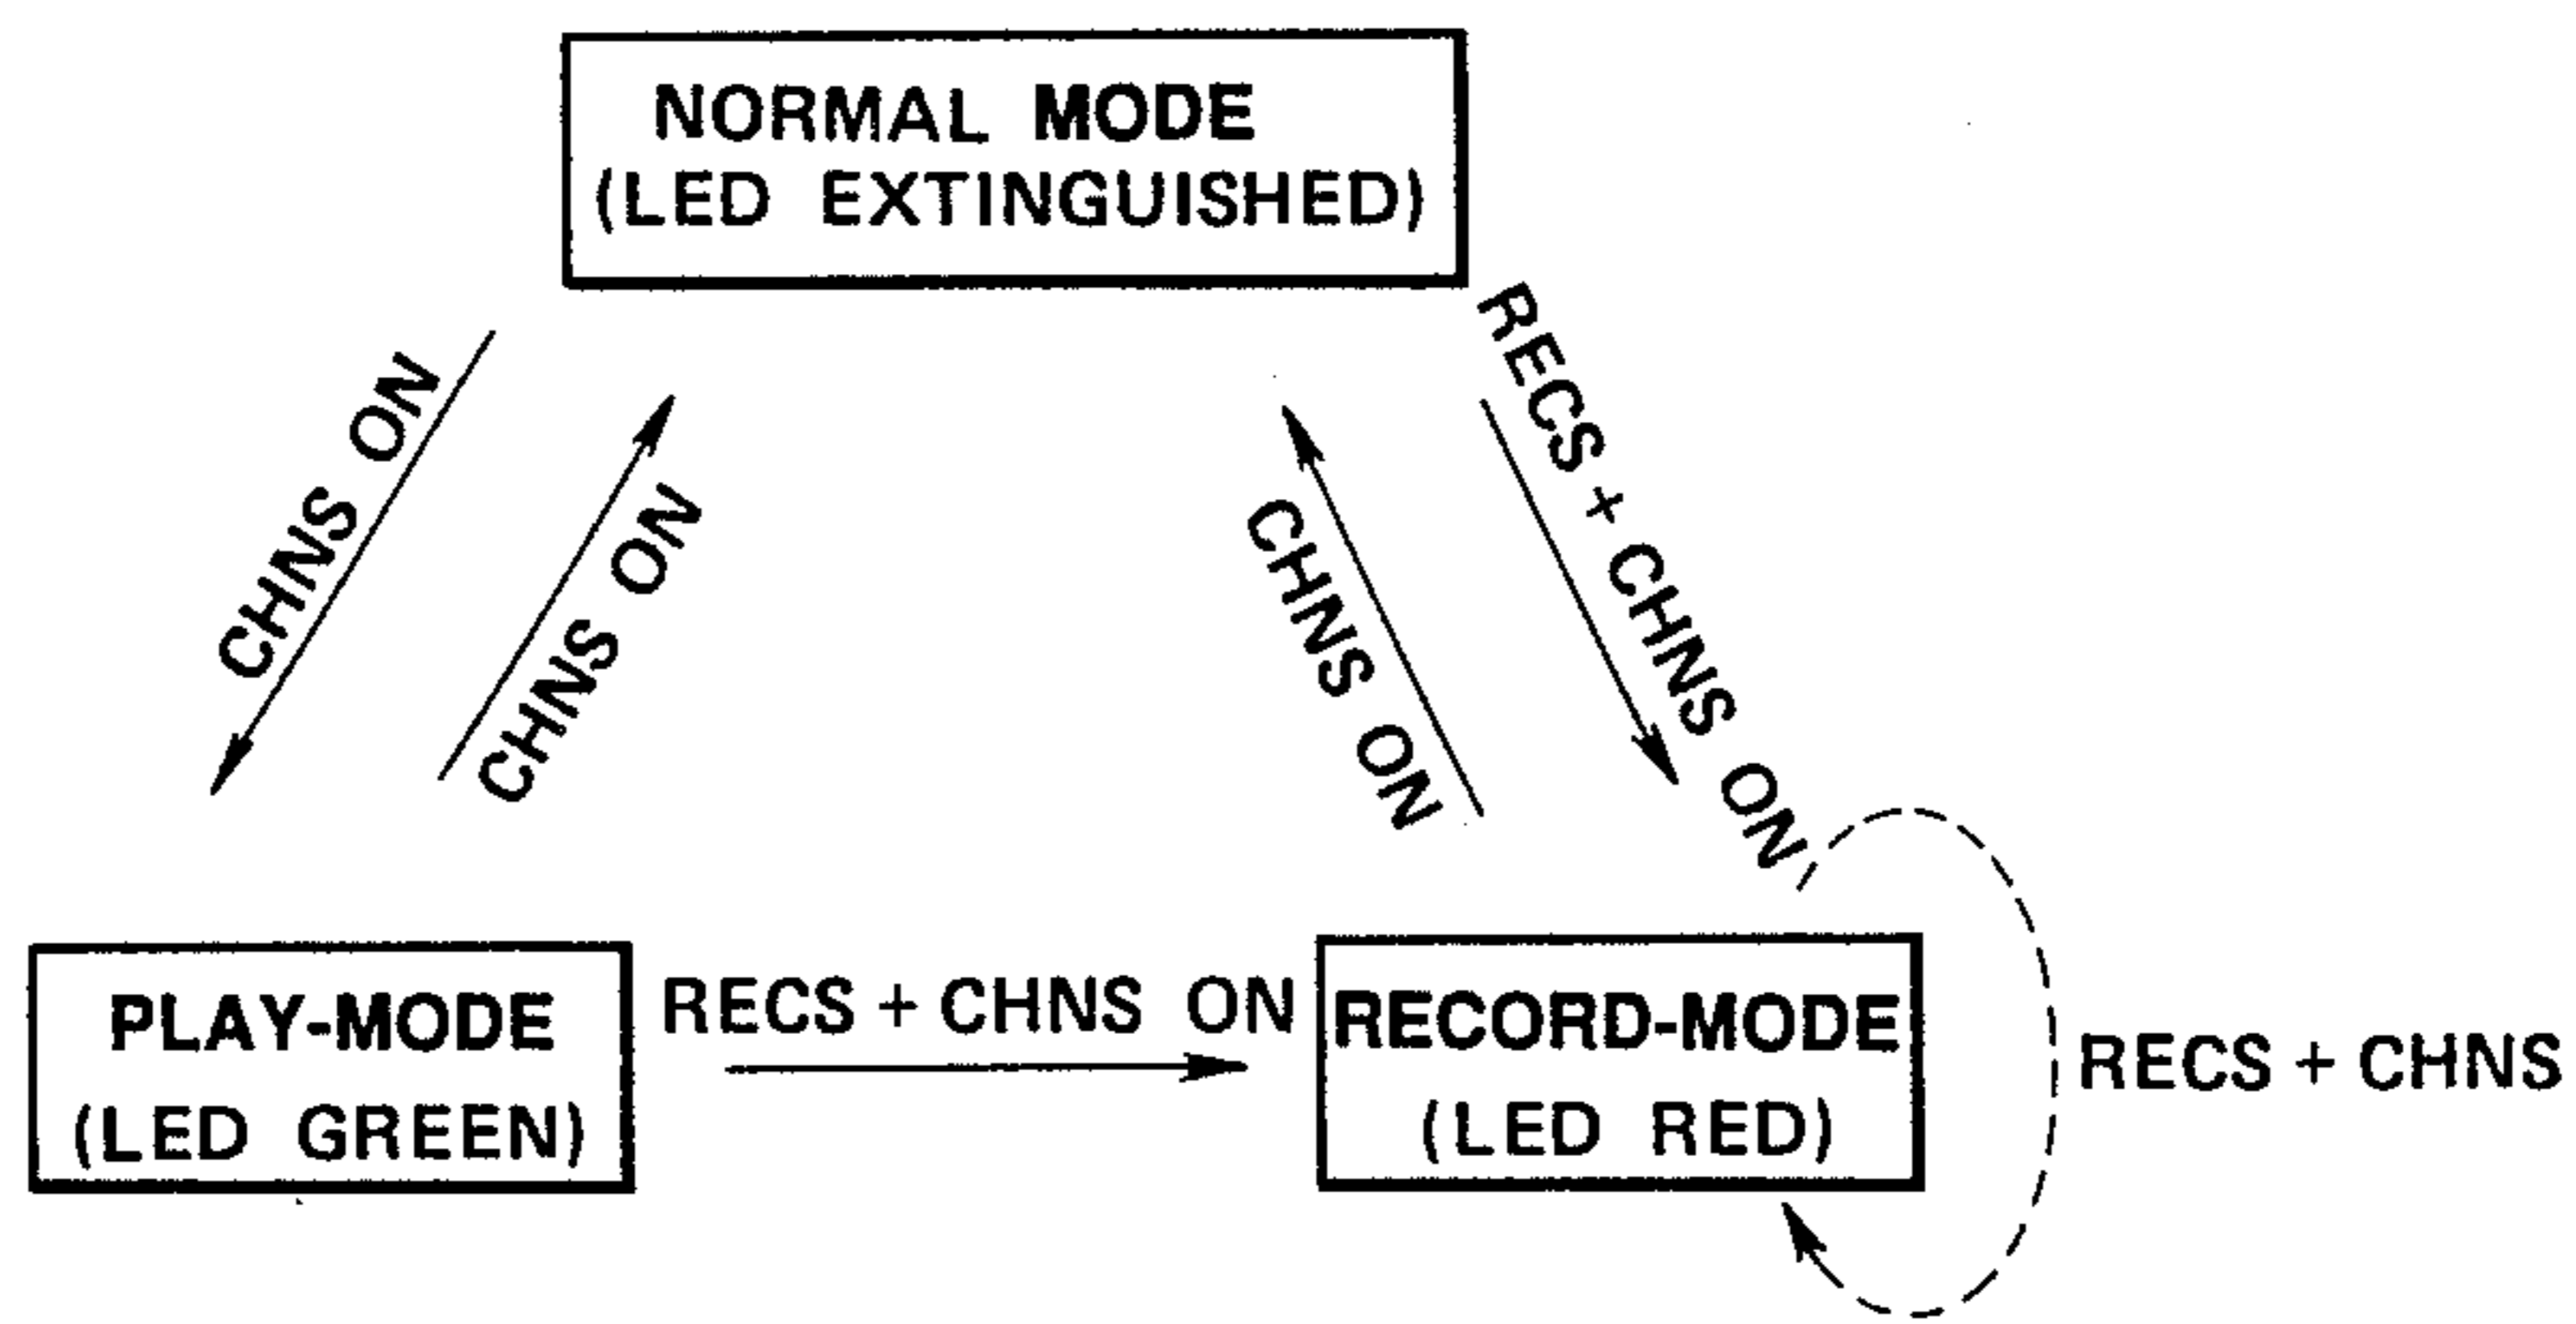 NORMAL MODE
(LED EXTINGUISHED)
CHNS ON
CHNS ON
CHNS ON
RECS + CHNS ON
PLAY-MODE
(LED GREEN)
RECS + CHNS ON
RECORD-MODE
(LED RED)
RECS + CHNS